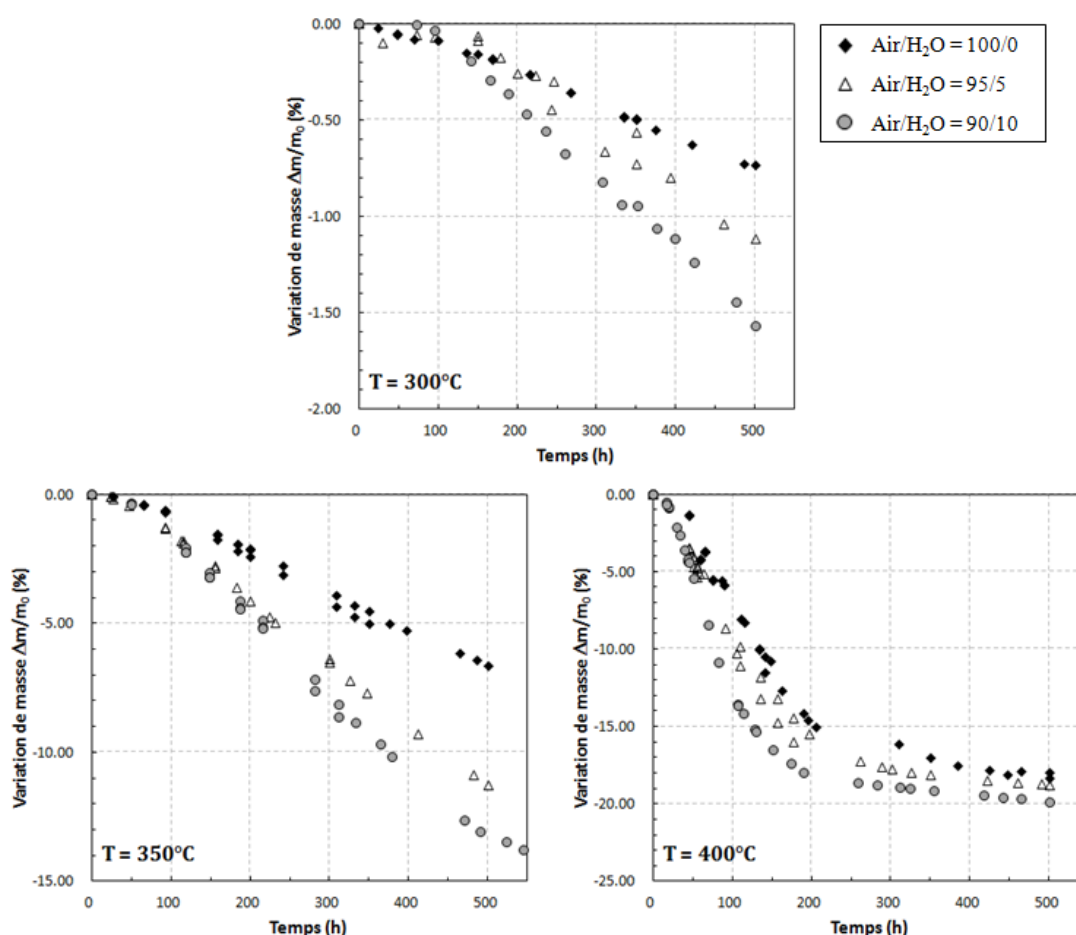 Air/H₂O = 100/0
Air/H₂O = 95/5
Air/H₂O = 90/10
Variation de masse Δm/m₀ (%)
0.00
-0.50
-1.00
-1.50
-2.00
T = 300°C
0 100 200 300 400 500
Temps (h)
Variation de masse Δm/m₀ (%)
0.00
-5.00
-10.00
-15.00
T = 350°C
0 100 200 300 400 500
Temps (h)
Variation de masse Δm/m₀ (%)
0.00
-5.00
-10.00
-15.00
-20.00
-25.00
T = 400°C
0 100 200 300 400 500
Temps (h)